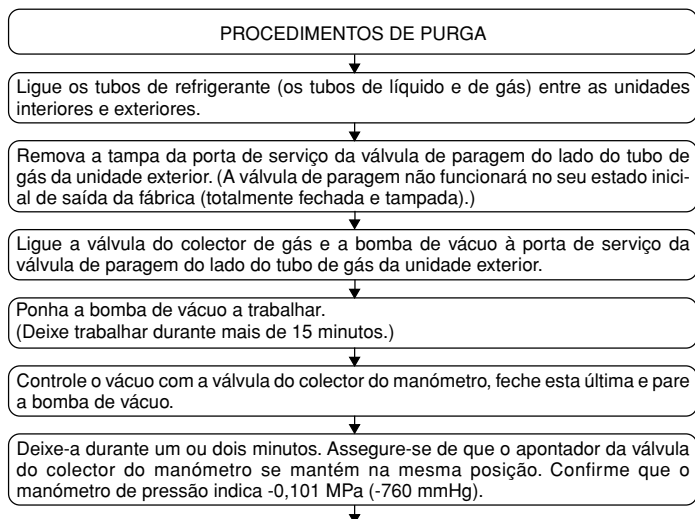 PROCEDIMENTOS DE PURGA
Ligue os tubos de refrigerante (os tubos de líquido e de gás) entre as unidades
interiores e exteriores.
Remova a tampa da porta de serviço da válvula de paragem do lado do tubo de
gás da unidade exterior. (A válvula de paragem não funcionará no seu estado inici-
al de saída da fábrica (totalmente fechada e tampada).)
Ligue a válvula do colector de gás e a bomba de vácuo à porta de serviço da
válvula de paragem do lado do tubo de gás da unidade exterior.
Ponha a bomba de vácuo a trabalhar.
(Deixe trabalhar durante mais de 15 minutos.)
Controle o vácuo com a válvula do colector do manómetro, feche esta última e pare
a bomba de vácuo.
Deixe-a durante um ou dois minutos. Assegure-se de que o apontador da válvula
do colector do manómetro se mantém na mesma posição. Confirme que o
manómetro de pressão indica -0,101 MPa (-760 mmHg).